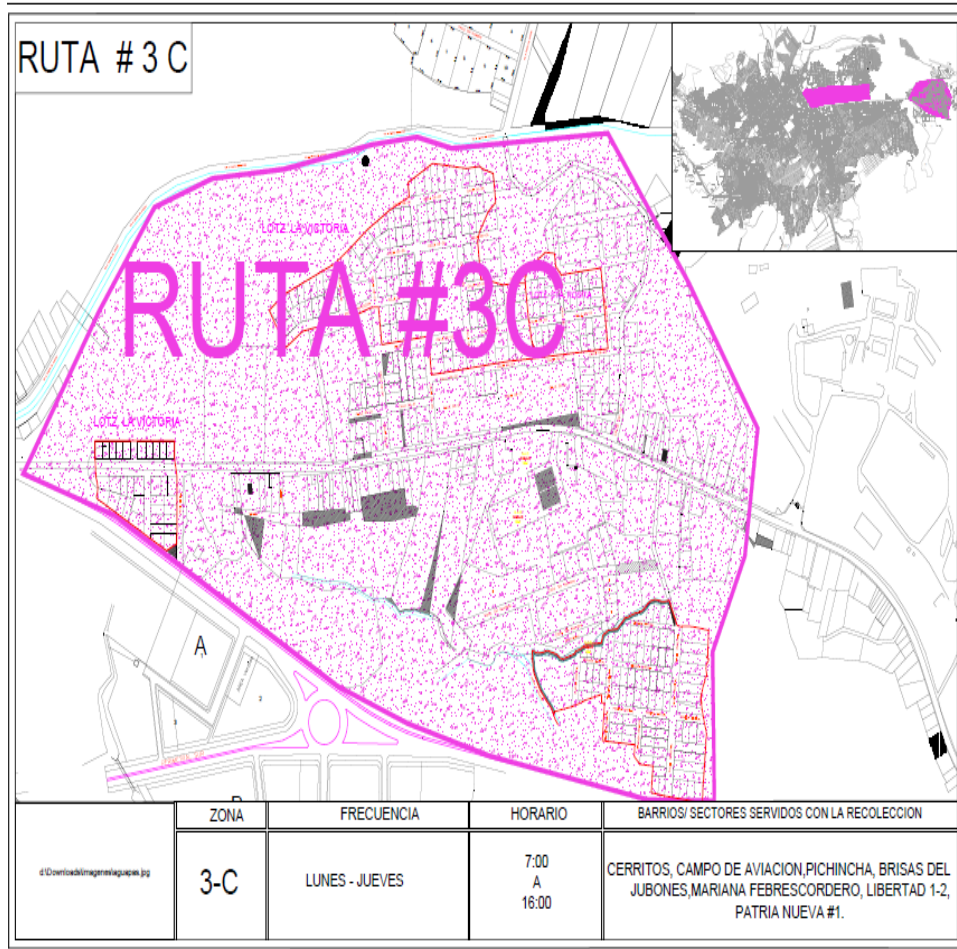 RUTA # 3 C
LOTZ. LA VICTORIA
RUTA #3C
LOTZ. LA VICTORIA
A
ZONA
FRECUENCIA
HORARIO
BARRIOS/ SECTORES SERVIDOS CON LA RECOLECCION
d:\Downloads\imagenes\aguapas.jpg
3-C
LUNES - JUEVES
7:00
A
16:00
CERRITOS, CAMPO DE AVIACION,PICHINCHA, BRISAS DEL
JUBONES,MARIANA FEBRESCORDERO, LIBERTAD 1-2,
PATRIA NUEVA #1.